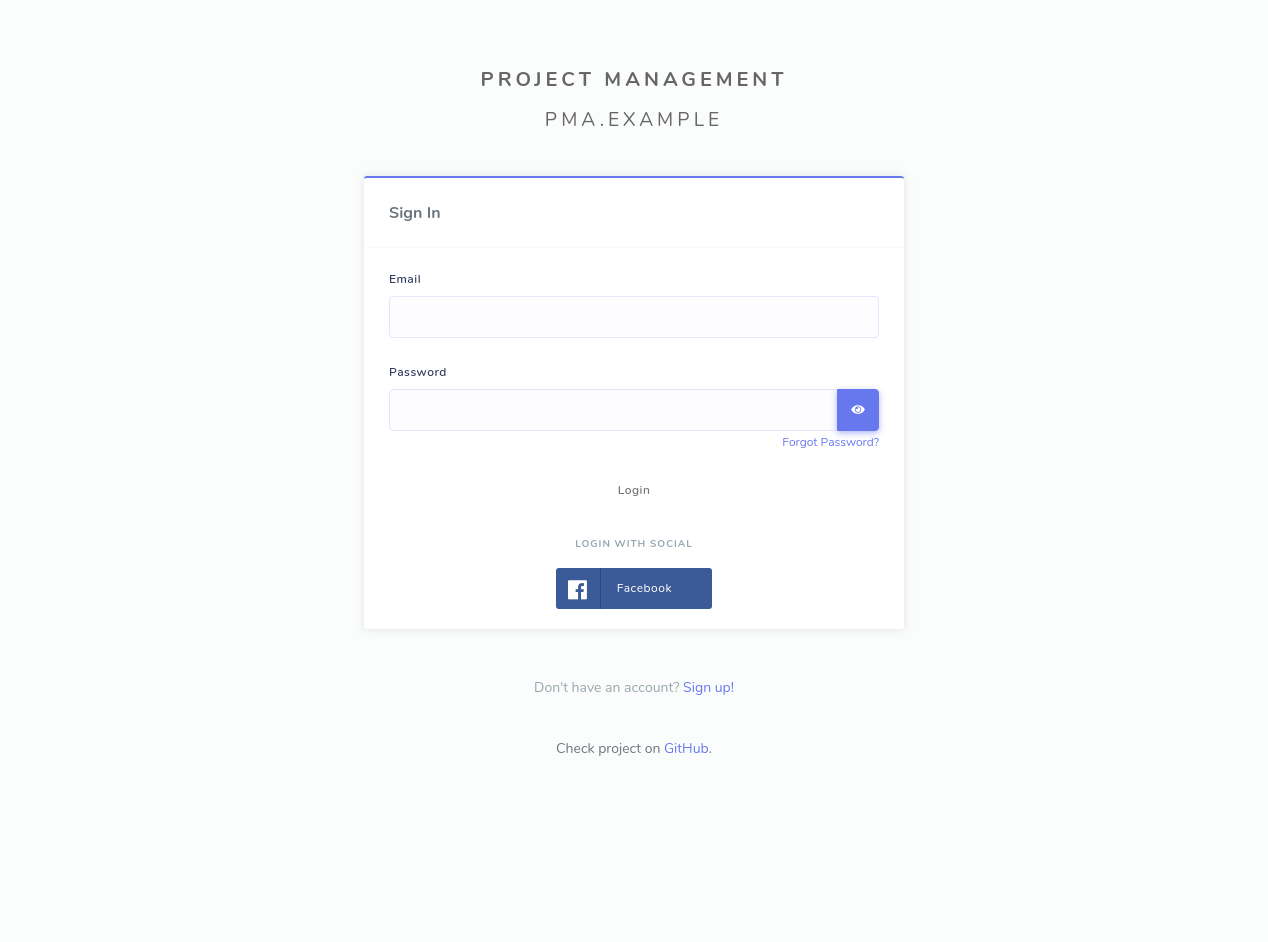 PROJECT MANAGEMENT
PMA.EXAMPLE
Sign In
Email
Password
Forgot Password?
Login
LOGIN WITH SOCIAL
Facebook
Don't have an account? Sign up!
Check project on GitHub.